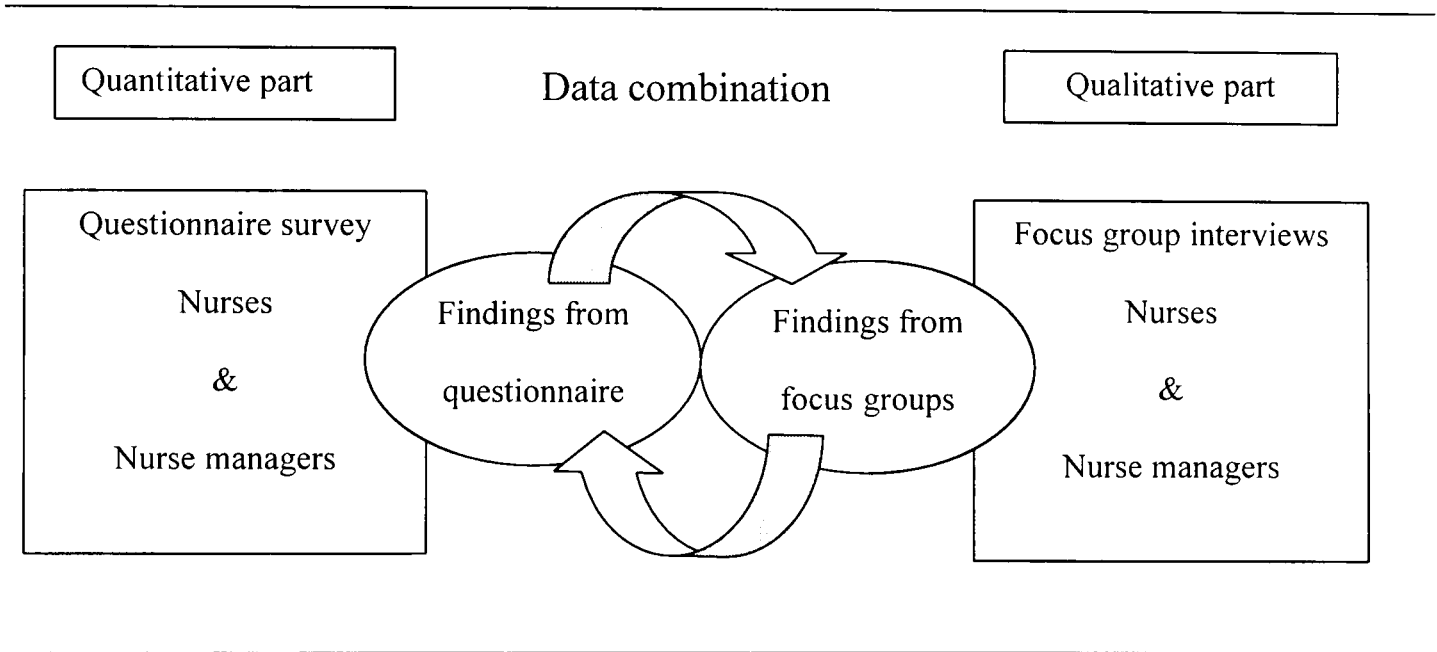 Quantitative part
Data combination
Qualitative part
Questionnaire survey
Nurses
&
Nurse managers
Findings from
questionnaire
Findings from
focus groups
Focus group interviews
Nurses
&
Nurse managers